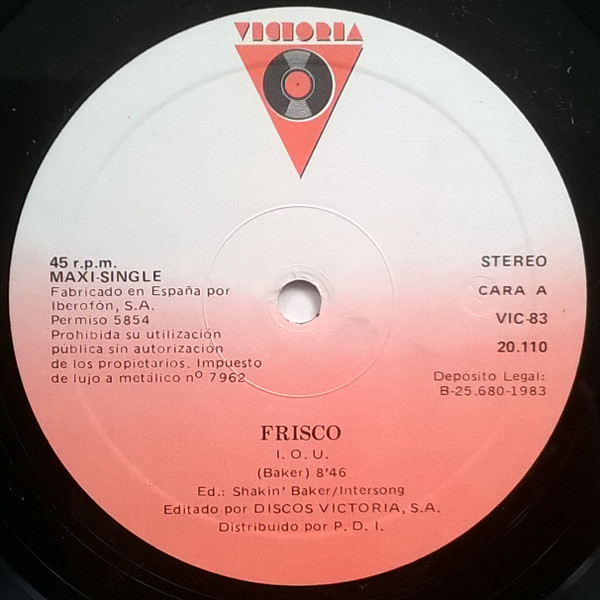 VICTORIA
45 r.p.m.
MAXI-SINGLE
Fabricado en España por
Iberofón, S.A.
Permiso 5854
Prohibida su utilización
pública sin autorización
de los propietarios. Impuesto
de lujo a metálico nº 7962
STEREO
CARA A
VIC-83
20.110
Depósito Legal:
B-25.680-1983
FRISCO
I. O. U.
(Baker) 8'46
Ed.: Shakin' Baker/Intersong
Editado por DISCOS VICTORIA, S.A.
Distribuido por P. D. I.